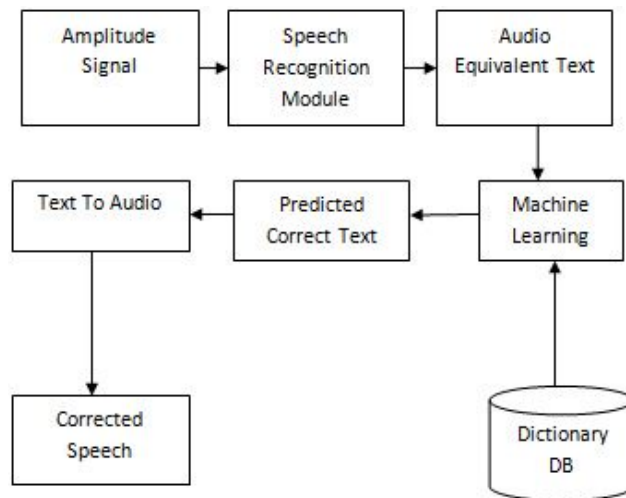 Amplitude
Signal
Speech
Recognition
Module
Audio
Equivalent Text
Text To Audio
Predicted
Correct Text
Machine
Learning
Corrected
Speech
Dictionary
DB